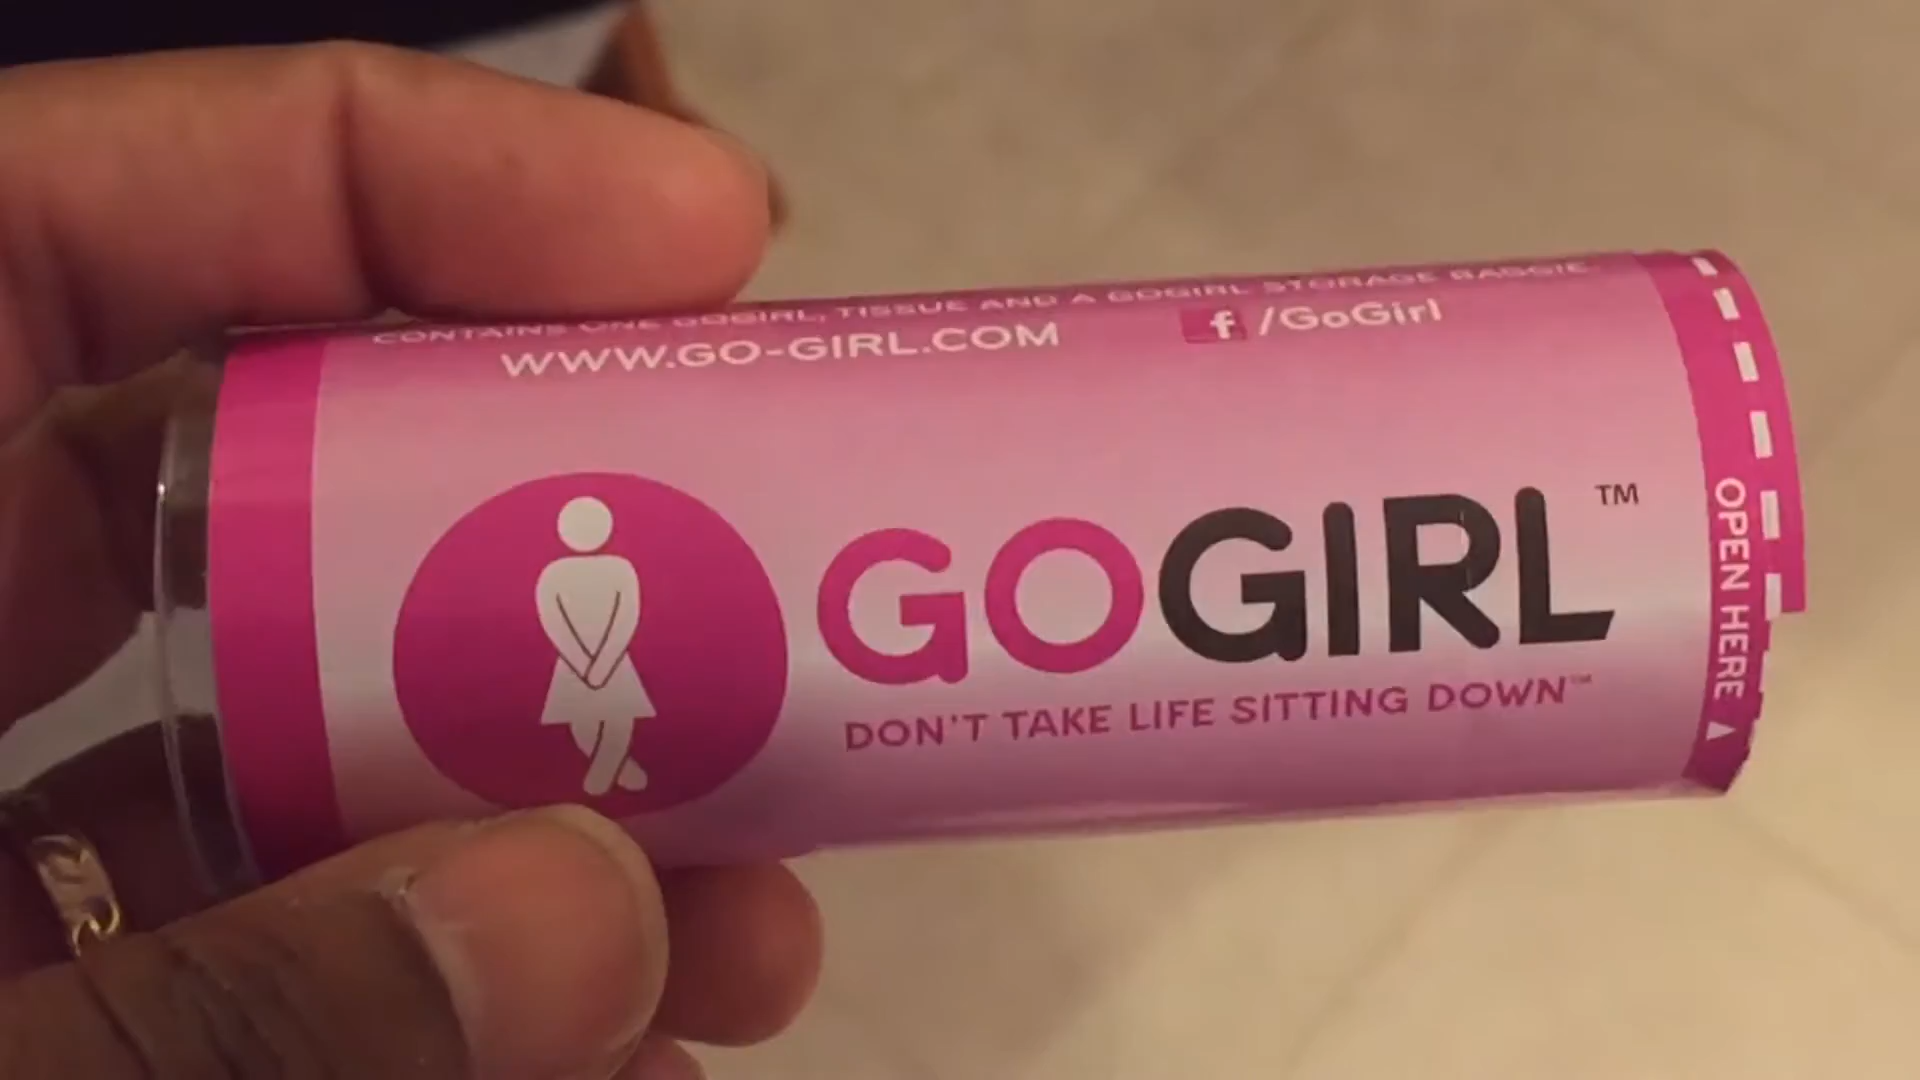 CONTAINS ONE GOGIRL, TISSUE AND A GOGIRL STORAGE BAGGIE
WWW.GO-GIRL.COM
f /GoGirl
GOGIRL™
DON'T TAKE LIFE SITTING DOWN™
OPEN HERE ▲